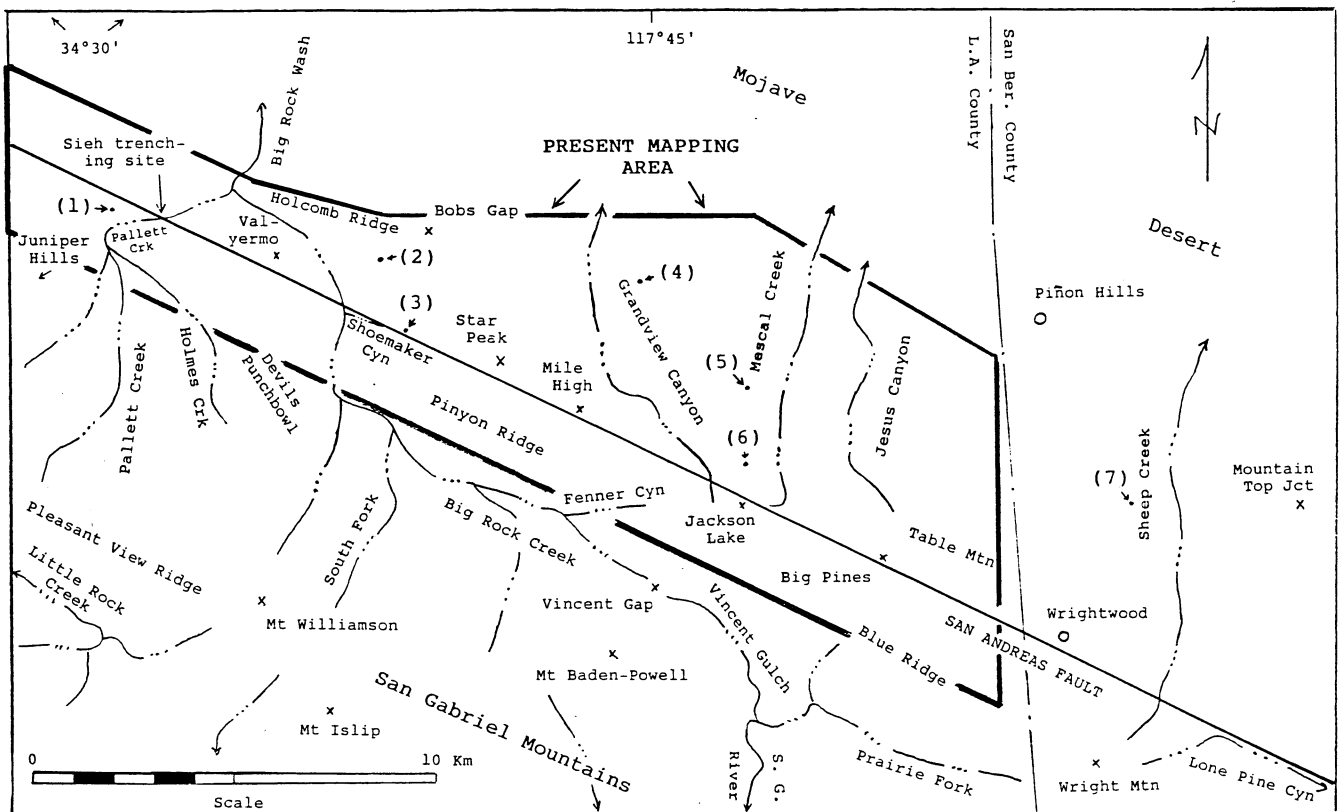 34°30'
117°45'
Big Rock Wash
Mojave
L.A. County
San Ber. County
N
Sieh trench-
ing site
PRESENT MAPPING
AREA
(1)
Holcomb Ridge
Bobs Gap
Juniper
Hills
Pallett
Crk
Val-
yermo
(2)
(4)
Desert
Mescal Creek
Piñon Hills
(3)
Shoemaker
Cyn
Star
Peak
Grandview Canyon
Mile
High
(5)
Jesus Canyon
Pallett Creek
Holmes Crk
Devils
Punchbowl
Pinyon Ridge
(6)
(7)
Sheep Creek
Mountain
Top Jct
Pleasant View Ridge
Little Rock
Creek
South Fork
Big Rock Creek
Fenner Cyn
Jackson
Lake
Table Mtn
Big Pines
Mt Williamson
Vincent Gap
Vincent Gulch
Wrightwood
SAN ANDREAS FAULT
Blue Ridge
Mt Baden-Powell
San Gabriel Mountains
Mt Islip
S. G.
River
Prairie Fork
Wright Mtn
Lone Pine Cyn
0
10 Km
Scale